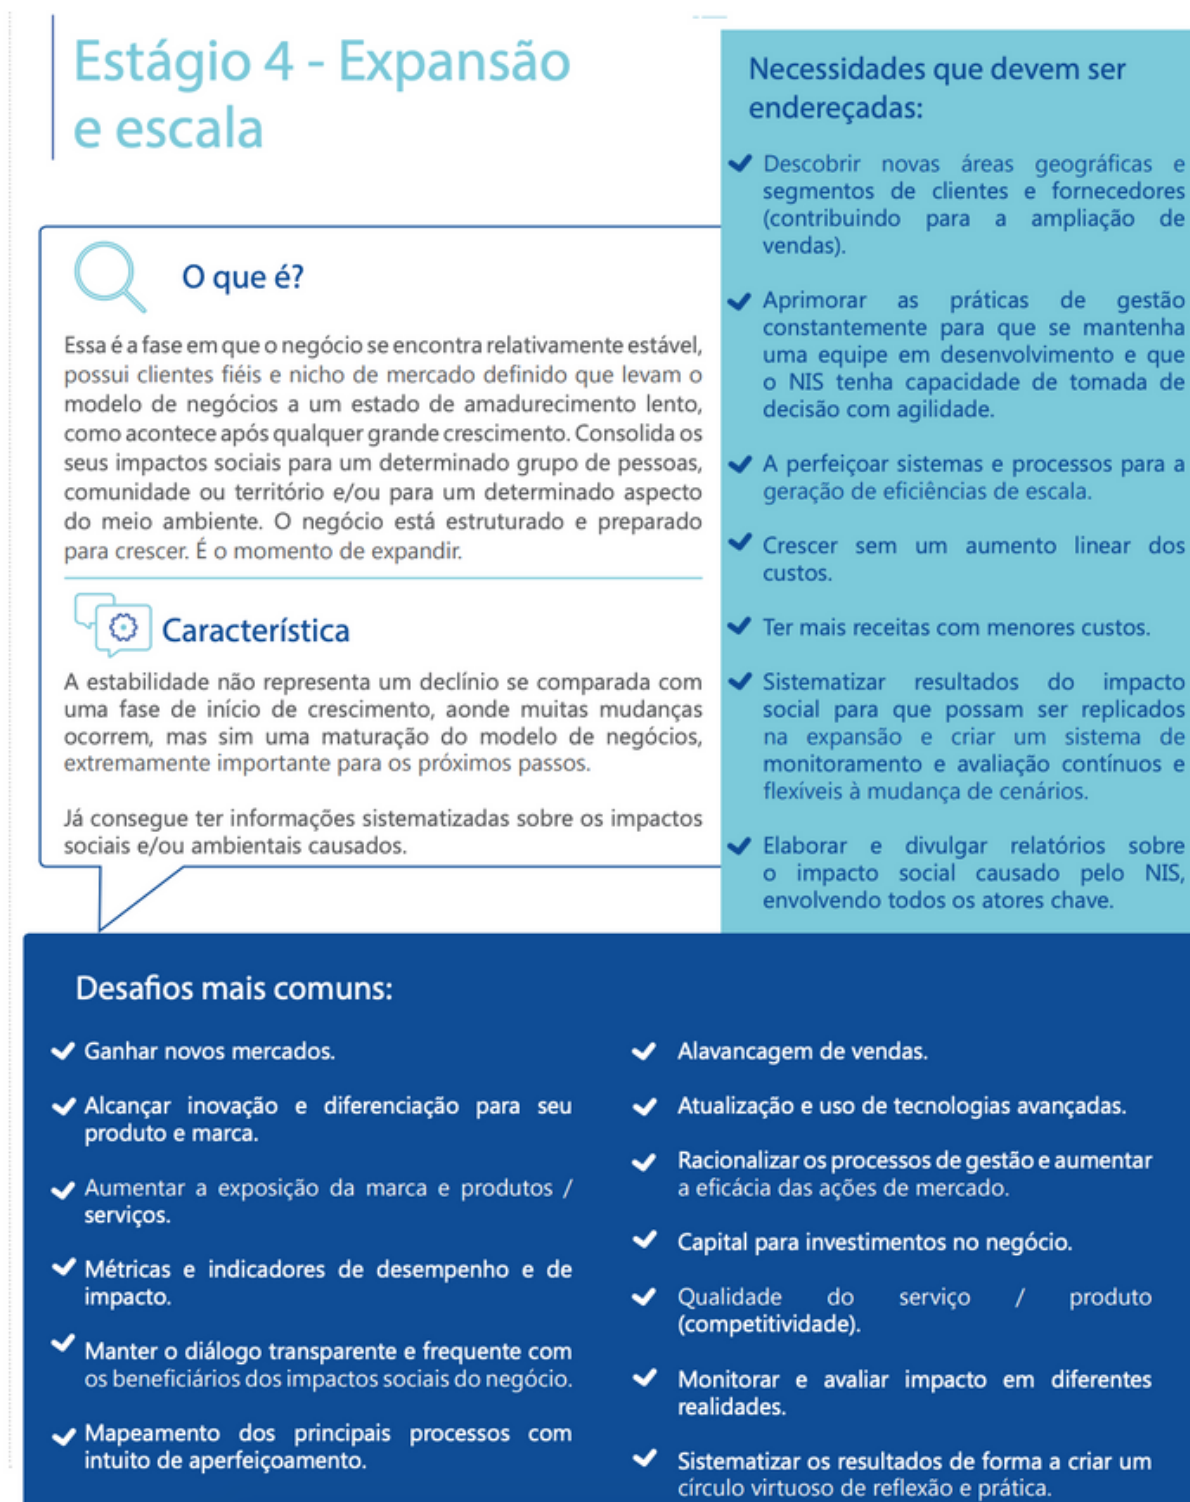 Estágio 4 - Expansão
e escala
O que é?
Essa é a fase em que o negócio se encontra relativamente estável,
possui clientes fiéis e nicho de mercado definido que levam o
modelo de negócios a um estado de amadurecimento lento,
como acontece após qualquer grande crescimento. Consolida os
seus impactos sociais para um determinado grupo de pessoas,
comunidade ou território e/ou para um determinado aspecto
do meio ambiente. O negócio está estruturado e preparado
para crescer. É o momento de expandir.
Característica
A estabilidade não representa um declínio se comparada com
uma fase de início de crescimento, aonde muitas mudanças
ocorrem, mas sim uma maturação do modelo de negócios,
extremamente importante para os próximos passos.
Já consegue ter informações sistematizadas sobre os impactos
sociais e/ou ambientais causados.
Necessidades que devem ser
endereçadas:
Descobrir novas áreas geográficas e
segmentos de clientes e fornecedores
(contribuindo para a ampliação de
vendas).
Aprimorar as práticas de gestão
constantemente para que se mantenha
uma equipe em desenvolvimento e que
o NIS tenha capacidade de tomada de
decisão com agilidade.
A perfeiçoar sistemas e processos para a
geração de eficiências de escala.
Crescer sem um aumento linear dos
custos.
Ter mais receitas com menores custos.
Sistematizar resultados do impacto
social para que possam ser replicados
na expansão e criar um sistema de
monitoramento e avaliação contínuos e
flexíveis à mudança de cenários.
Elaborar e divulgar relatórios sobre
o impacto social causado pelo NIS,
envolvendo todos os atores chave.
Desafios mais comuns:
Ganhar novos mercados.
Alcançar inovação e diferenciação para seu
produto e marca.
Aumentar a exposição da marca e produtos /
serviços.
Métricas e indicadores de desempenho e de
impacto.
Manter o diálogo transparente e frequente com
os beneficiários dos impactos sociais do negócio.
Mapeamento dos principais processos com
intuito de aperfeiçoamento.
Alavancagem de vendas.
Atualização e uso de tecnologias avançadas.
Racionalizar os processos de gestão e aumentar
a eficácia das ações de mercado.
Capital para investimentos no negócio.
Qualidade do serviço / produto
(competitividade).
Monitorar e avaliar impacto em diferentes
realidades.
Sistematizar os resultados de forma a criar um
círculo virtuoso de reflexão e prática.